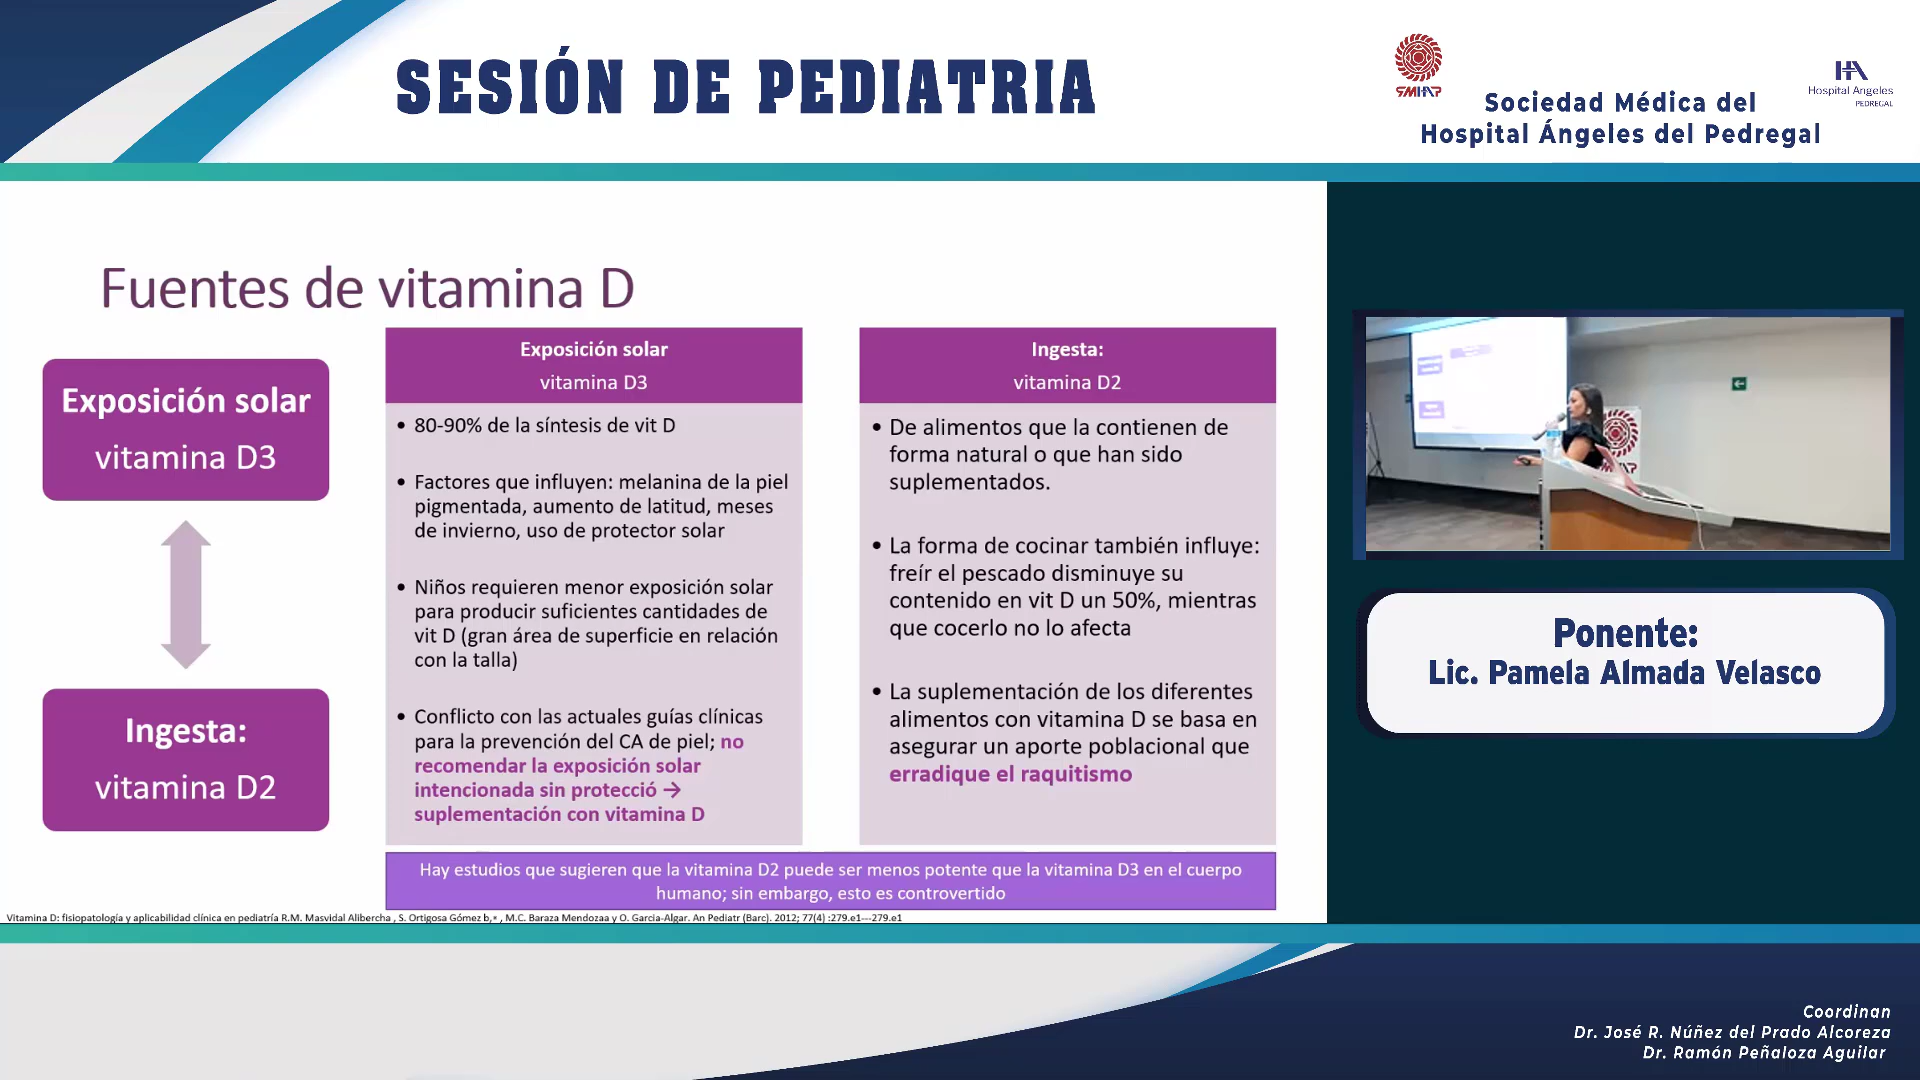 SESIÓN DE PEDIATRIA
SMHAP
Sociedad Médica del
Hospital Ángeles del Pedregal
HA
Hospital Angeles
PEDREGAL
Fuentes de vitamina D
Exposición solar
vitamina D3
Ingesta:
vitamina D2
Exposición solar
vitamina D3
• 80-90% de la síntesis de vit D
• Factores que influyen: melanina de la piel
pigmentada, aumento de latitud, meses
de invierno, uso de protector solar
• Niños requieren menor exposición solar
para producir suficientes cantidades de
vit D (gran área de superficie en relación
con la talla)
• Conflicto con las actuales guías clínicas
para la prevención del CA de piel; no
recomendar la exposición solar
intencionada sin protecció →
suplementación con vitamina D
Ingesta:
vitamina D2
• De alimentos que la contienen de
forma natural o que han sido
suplementados.
• La forma de cocinar también influye:
freír el pescado disminuye su
contenido en vit D un 50%, mientras
que cocerlo no lo afecta
• La suplementación de los diferentes
alimentos con vitamina D se basa en
asegurar un aporte poblacional que
erradique el raquitismo
Hay estudios que sugieren que la vitamina D2 puede ser menos potente que la vitamina D3 en el cuerpo
humano; sin embargo, esto es controvertido
Vitamina D: fisiopatología y aplicabilidad clínica en pediatría R.M. Masvidal Alibercha , S. Ortigosa Gómez b,∗ , M.C. Baraza Mendozaa y O. Garcia-Algar. An Pediatr (Barc). 2012; 77(4) :279.e1---279.e1
SMHAP
Ponente:
Lic. Pamela Almada Velasco
Coordinan
Dr. José R. Núñez del Prado Alcoreza
Dr. Ramón Peñaloza Aguilar